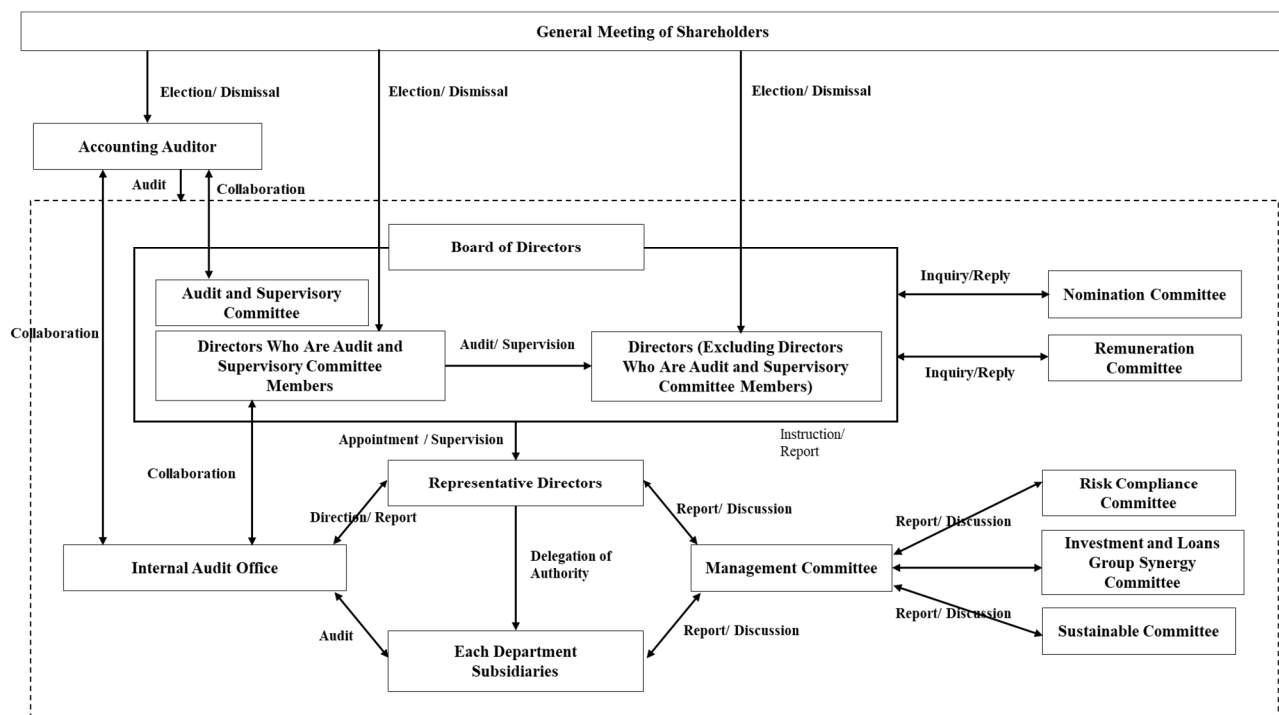 General Meeting of Shareholders
Election/ Dismissal
Election/ Dismissal
Election/ Dismissal
Accounting Auditor
Audit
Collaboration
Board of Directors
Inquiry/Reply
Nomination Committee
Audit and Supervisory
Committee
Collaboration
Directors Who Are Audit and
Supervisory Committee
Members
Audit/ Supervision
Directors (Excluding Directors
Who Are Audit and Supervisory
Committee Members)
Remuneration
Committee
Inquiry/Reply
Appointment / Supervision
Instruction/
Report
Collaboration
Representative Directors
Risk Compliance
Committee
Direction/ Report
Report/ Discussion
Report/ Discussion
Internal Audit Office
Delegation of
Authority
Management Committee
Investment and Loans
Group Synergy
Committee
Report/ Discussion
Audit
Report/ Discussion
Sustainable Committee
Each Department
Subsidiaries